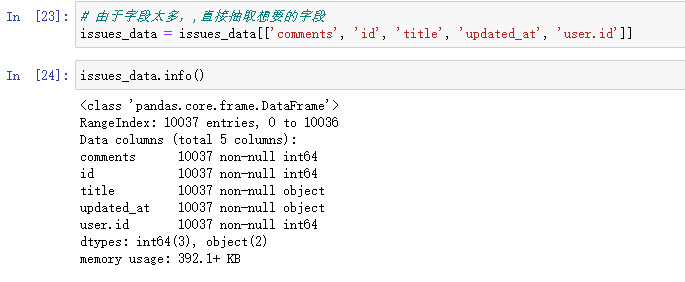 In [23]: # 由于字段太多，,直接抽取想要的字段
issues_data = issues_data[['comments', 'id', 'title', 'updated_at', 'user.id']]
In [24]: issues_data.info()
<class 'pandas.core.frame.DataFrame'>
RangeIndex: 10037 entries, 0 to 10036
Data columns (total 5 columns):
comments 10037 non-null int64
id 10037 non-null int64
title 10037 non-null object
updated_at 10037 non-null object
user.id 10037 non-null int64
dtypes: int64(3), object(2)
memory usage: 392.1+ KB